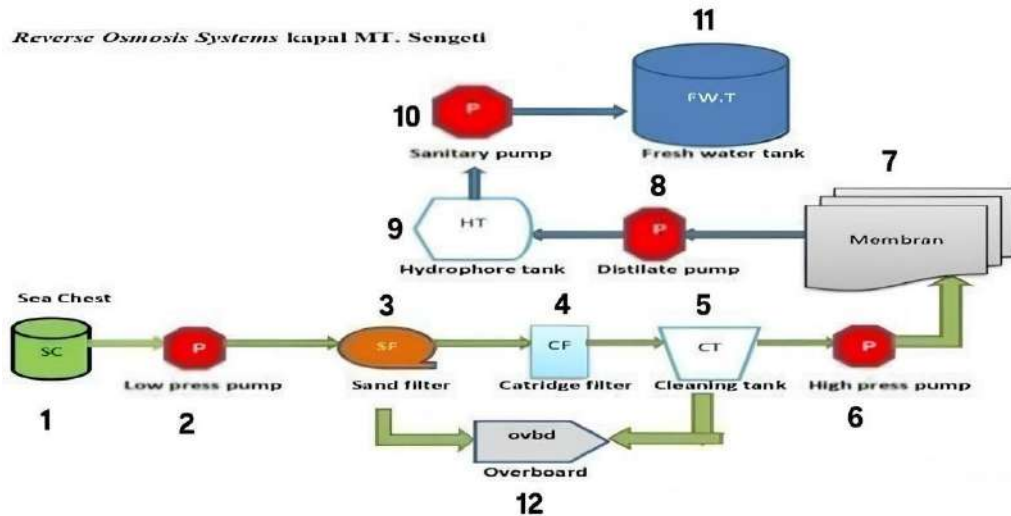 Reverse Osmosis Systems kapal MT. Sengeti
11
FW.T
10
P
Sanitary pump
Fresh water tank
7
8
9
HT
P
Membran
Hydrophore tank
Distilate pump
Sea Chest
3
4
5
SC
P
SF
CF
CT
P
Low press pump
Sand filter
Catridge filter
Cleaning tank
High press pump
1
2
6
ovbd
Overboard
12